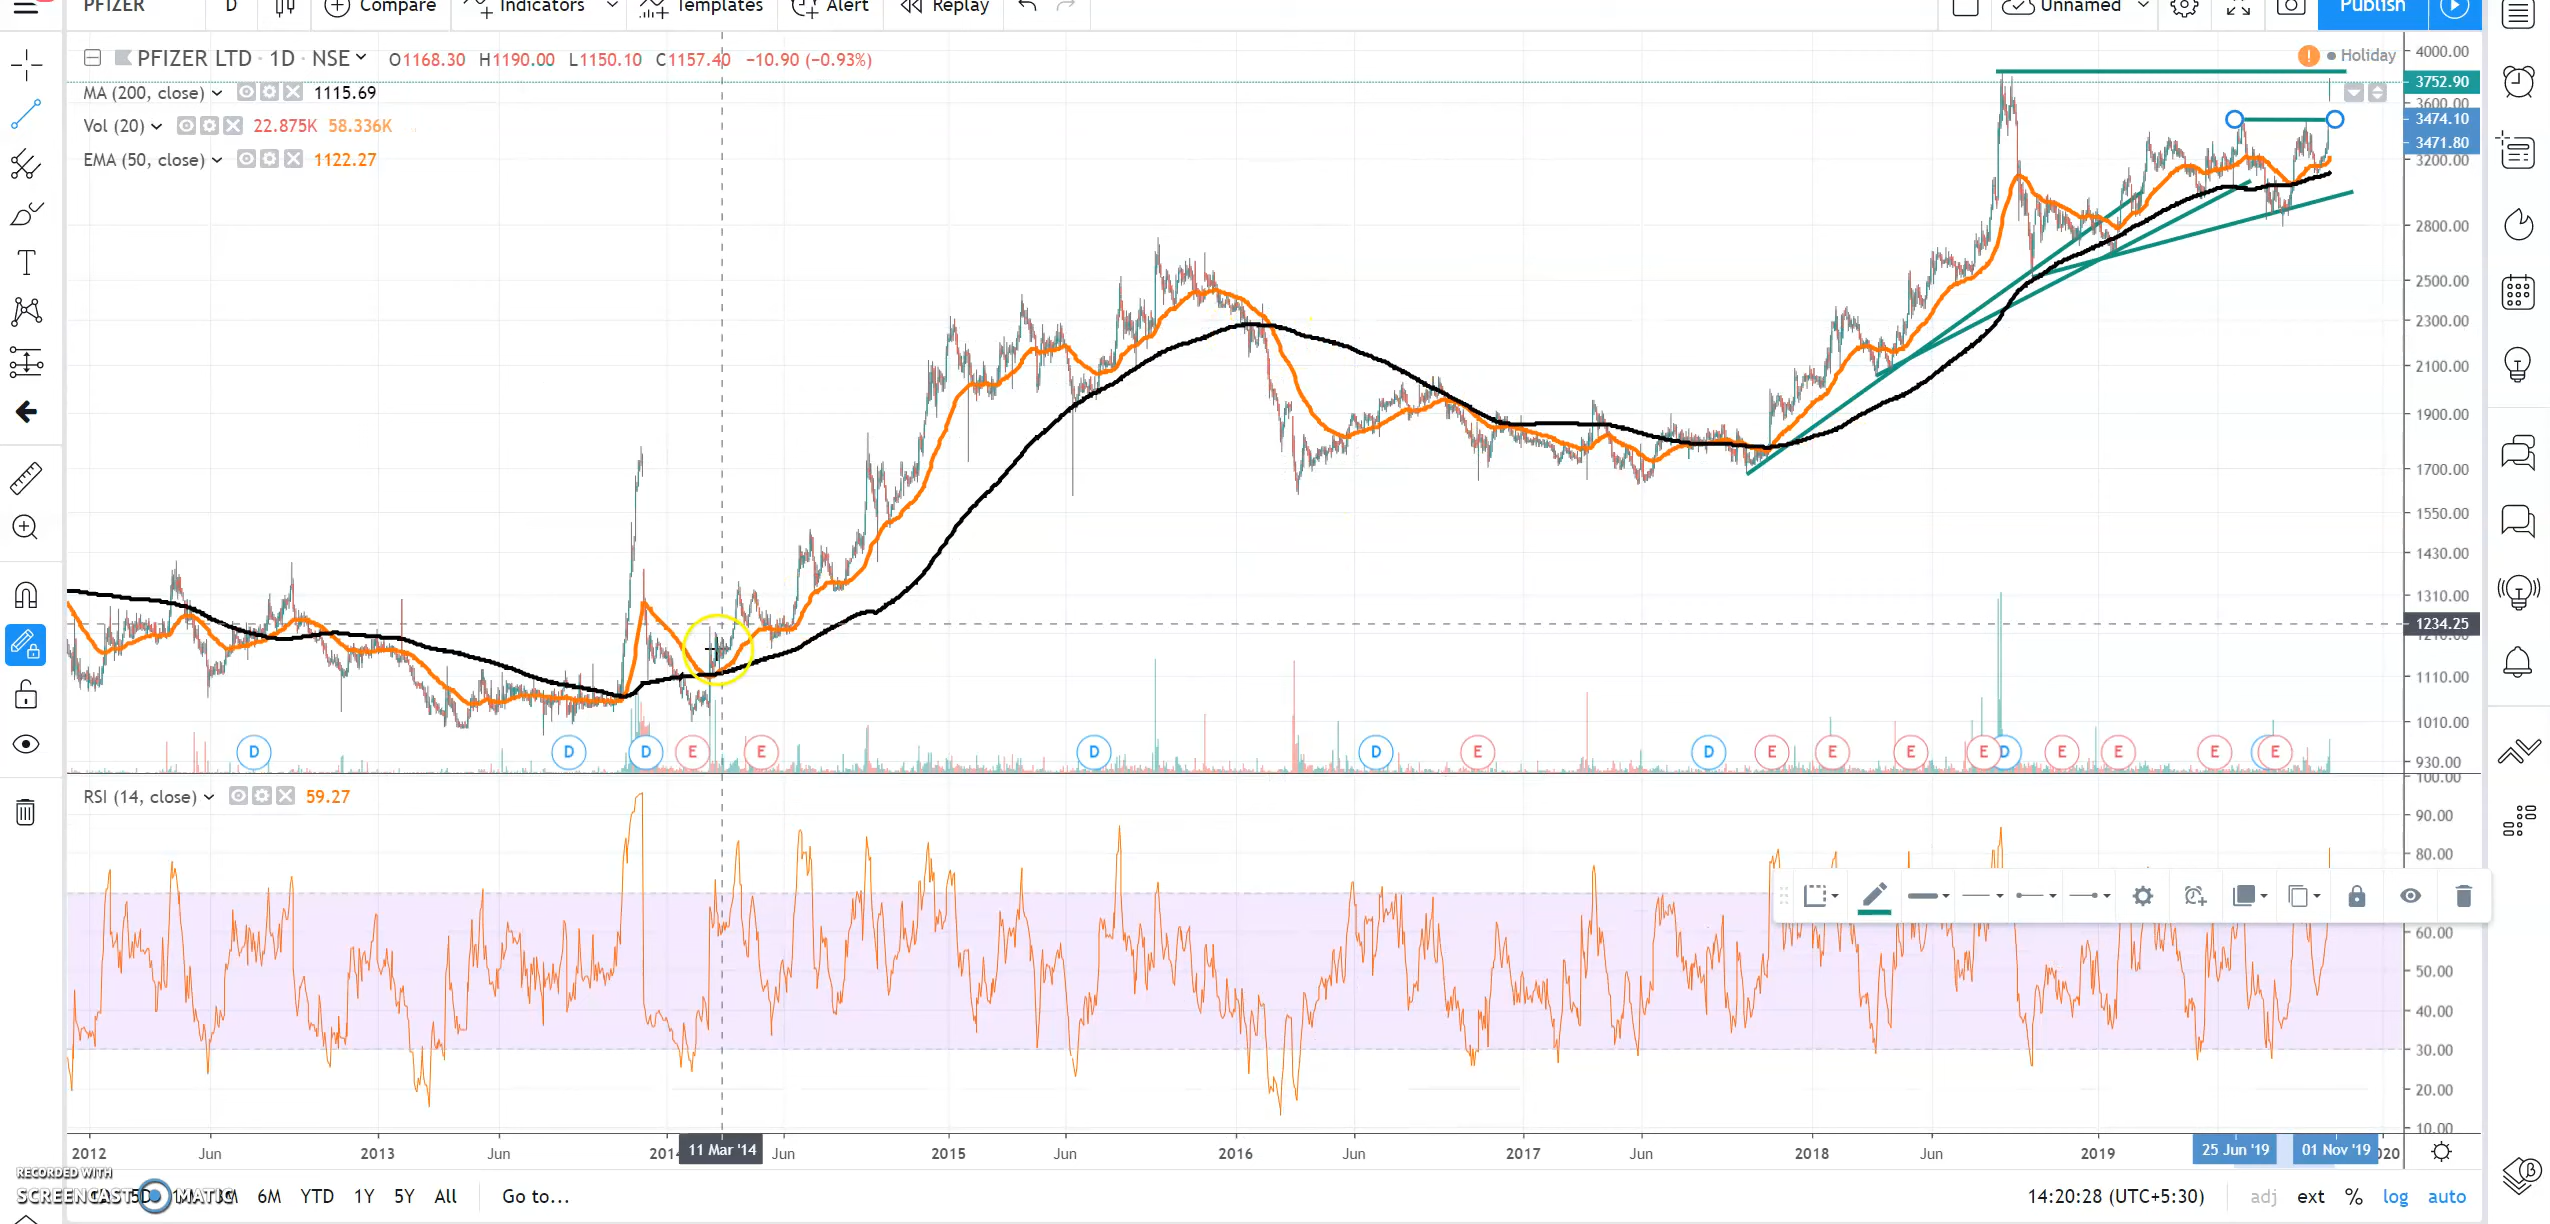 PFIZER D Compare Indicators Templates Alert Replay Unnamed Publish
PFIZER LTD · 1D · NSE O1168.30 H1190.00 L1150.10 C1157.40 −10.90 (−0.93%)
Holiday
MA (200, close) 1115.69
Vol (20) 22.875K 58.336K
EMA (50, close) 1122.27
4000.00
3752.90
3600.00
3474.10
3471.80
3200.00
2800.00
2500.00
2300.00
2100.00
1900.00
1700.00
1550.00
1430.00
1310.00
1234.25
1210.00
1110.00
1010.00
930.00
D D D E E D D E D E E E E D E E E E
RSI (14, close) 59.27
100.00
90.00
80.00
60.00
50.00
40.00
30.00
20.00
10.00
2012 Jun 2013 Jun 2014 11 Mar '14 Jun 2015 Jun 2016 Jun 2017 Jun 2018 Jun 2019 25 Jun '19 01 Nov '19 020
RECORDED WITH
SCREENCAST MATIC
5D 6M YTD 1Y 5Y All Go to... 14:20:28 (UTC+5:30) adj ext % log auto